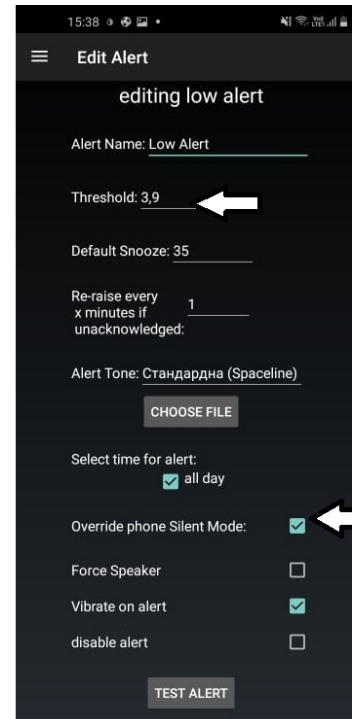 15:38
Edit Alert
editing low alert
Alert Name: Low Alert
Threshold: 3,9
Default Snooze: 35
Re-raise every
x minutes if 1
unacknowledged:
Alert Tone: Стандардна (Spaceline)
CHOOSE FILE
Select time for alert:
all day
Override phone Silent Mode:
Force Speaker
Vibrate on alert
disable alert
TEST ALERT